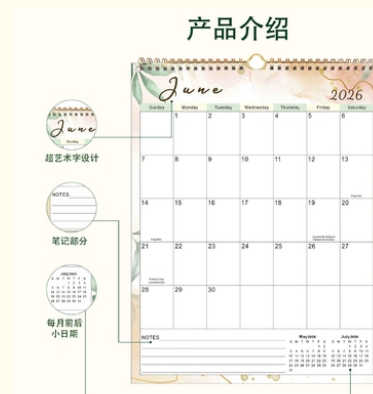 产品介绍
June
2026
Sunday Monday Tuesday Wednesday Thursday Friday Saturday
1 2 3 4 5 6
7 8 9 10 11 12 13
14 15 16 17 18 19 20
21 22 23 24 25 26 27
28 29 30
NOTES
May 2026 July 2026
June
Monday
超艺术字设计
NOTES
笔记部分
每月前后
小日期